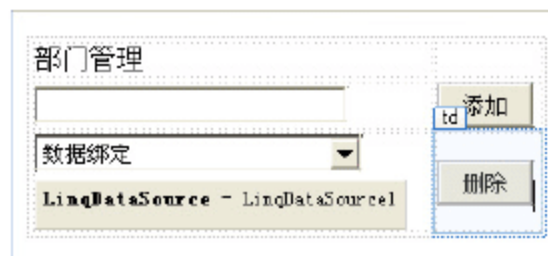 部门管理
添加
td
数据绑定
删除
LinqDataSource - LinqDataSource1